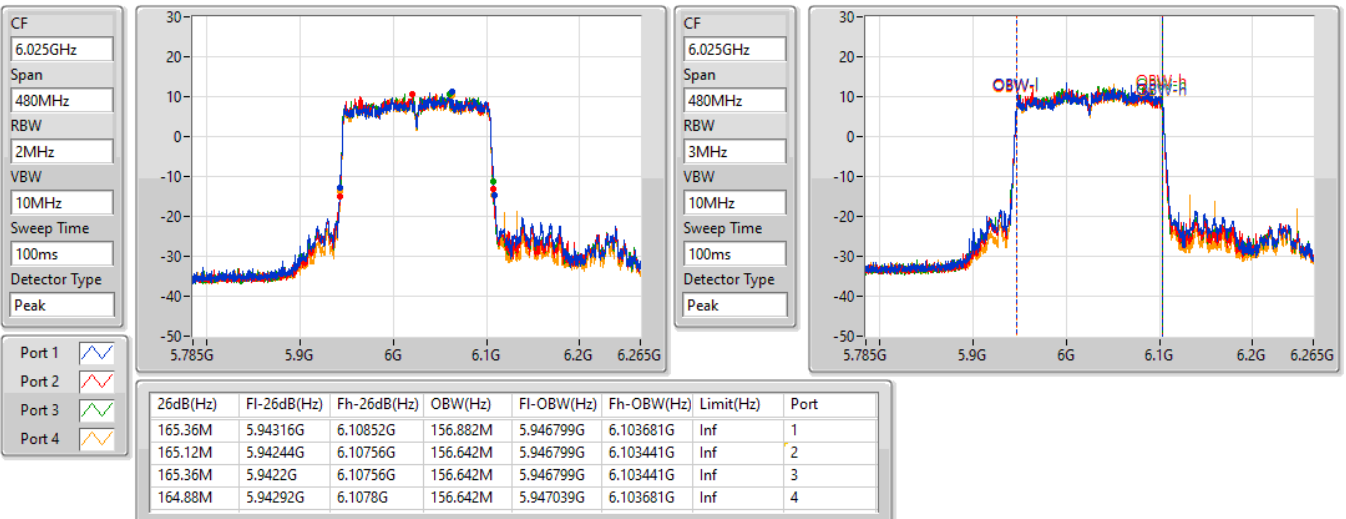 CF
6.025GHz
Span
480MHz
RBW
2MHz
VBW
10MHz
Sweep Time
100ms
Detector Type
Peak
30
20
10
0
-10
-20
-30
-40
-50
5.785G 5.9G 6G 6.1G 6.2G 6.265G
CF
6.025GHz
Span
480MHz
RBW
3MHz
VBW
10MHz
Sweep Time
100ms
Detector Type
Peak
30
20
10
0
-10
-20
-30
-40
-50
OBW-l OBW-h
OBW-h
5.785G 5.9G 6G 6.1G 6.2G 6.265G
Port 1
Port 2
Port 3
Port 4
26dB(Hz) Fl-26dB(Hz) Fh-26dB(Hz) OBW(Hz) Fl-OBW(Hz) Fh-OBW(Hz) Limit(Hz) Port
165.36M 5.94316G 6.10852G 156.882M 5.946799G 6.103681G Inf 1
165.12M 5.94244G 6.10756G 156.642M 5.946799G 6.103441G Inf 2
165.36M 5.9422G 6.10756G 156.642M 5.946799G 6.103441G Inf 3
164.88M 5.94292G 6.1078G 156.642M 5.947039G 6.103681G Inf 4